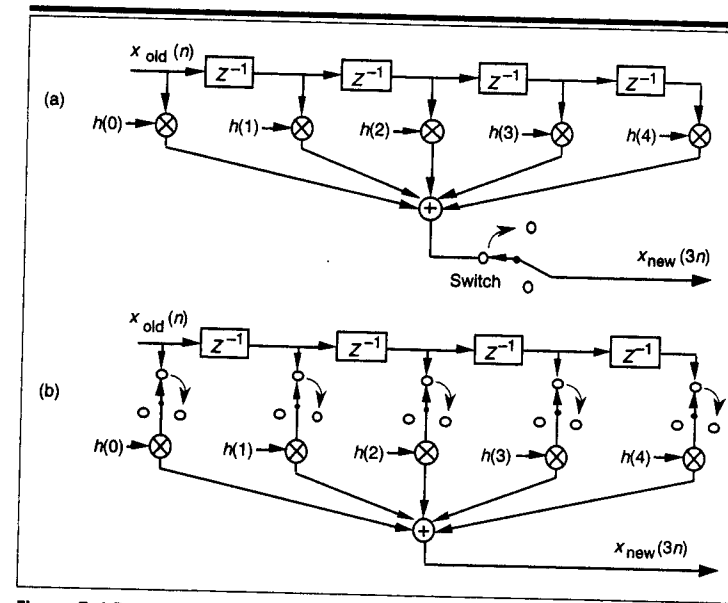 x_old(n)
z⁻¹ z⁻¹ z⁻¹ z⁻¹
(a)
h(0) h(1) h(2) h(3) h(4)
+
Switch
x_new(3n)
x_old(n)
z⁻¹ z⁻¹ z⁻¹ z⁻¹
(b)
h(0) h(1) h(2) h(3) h(4)
+
x_new(3n)